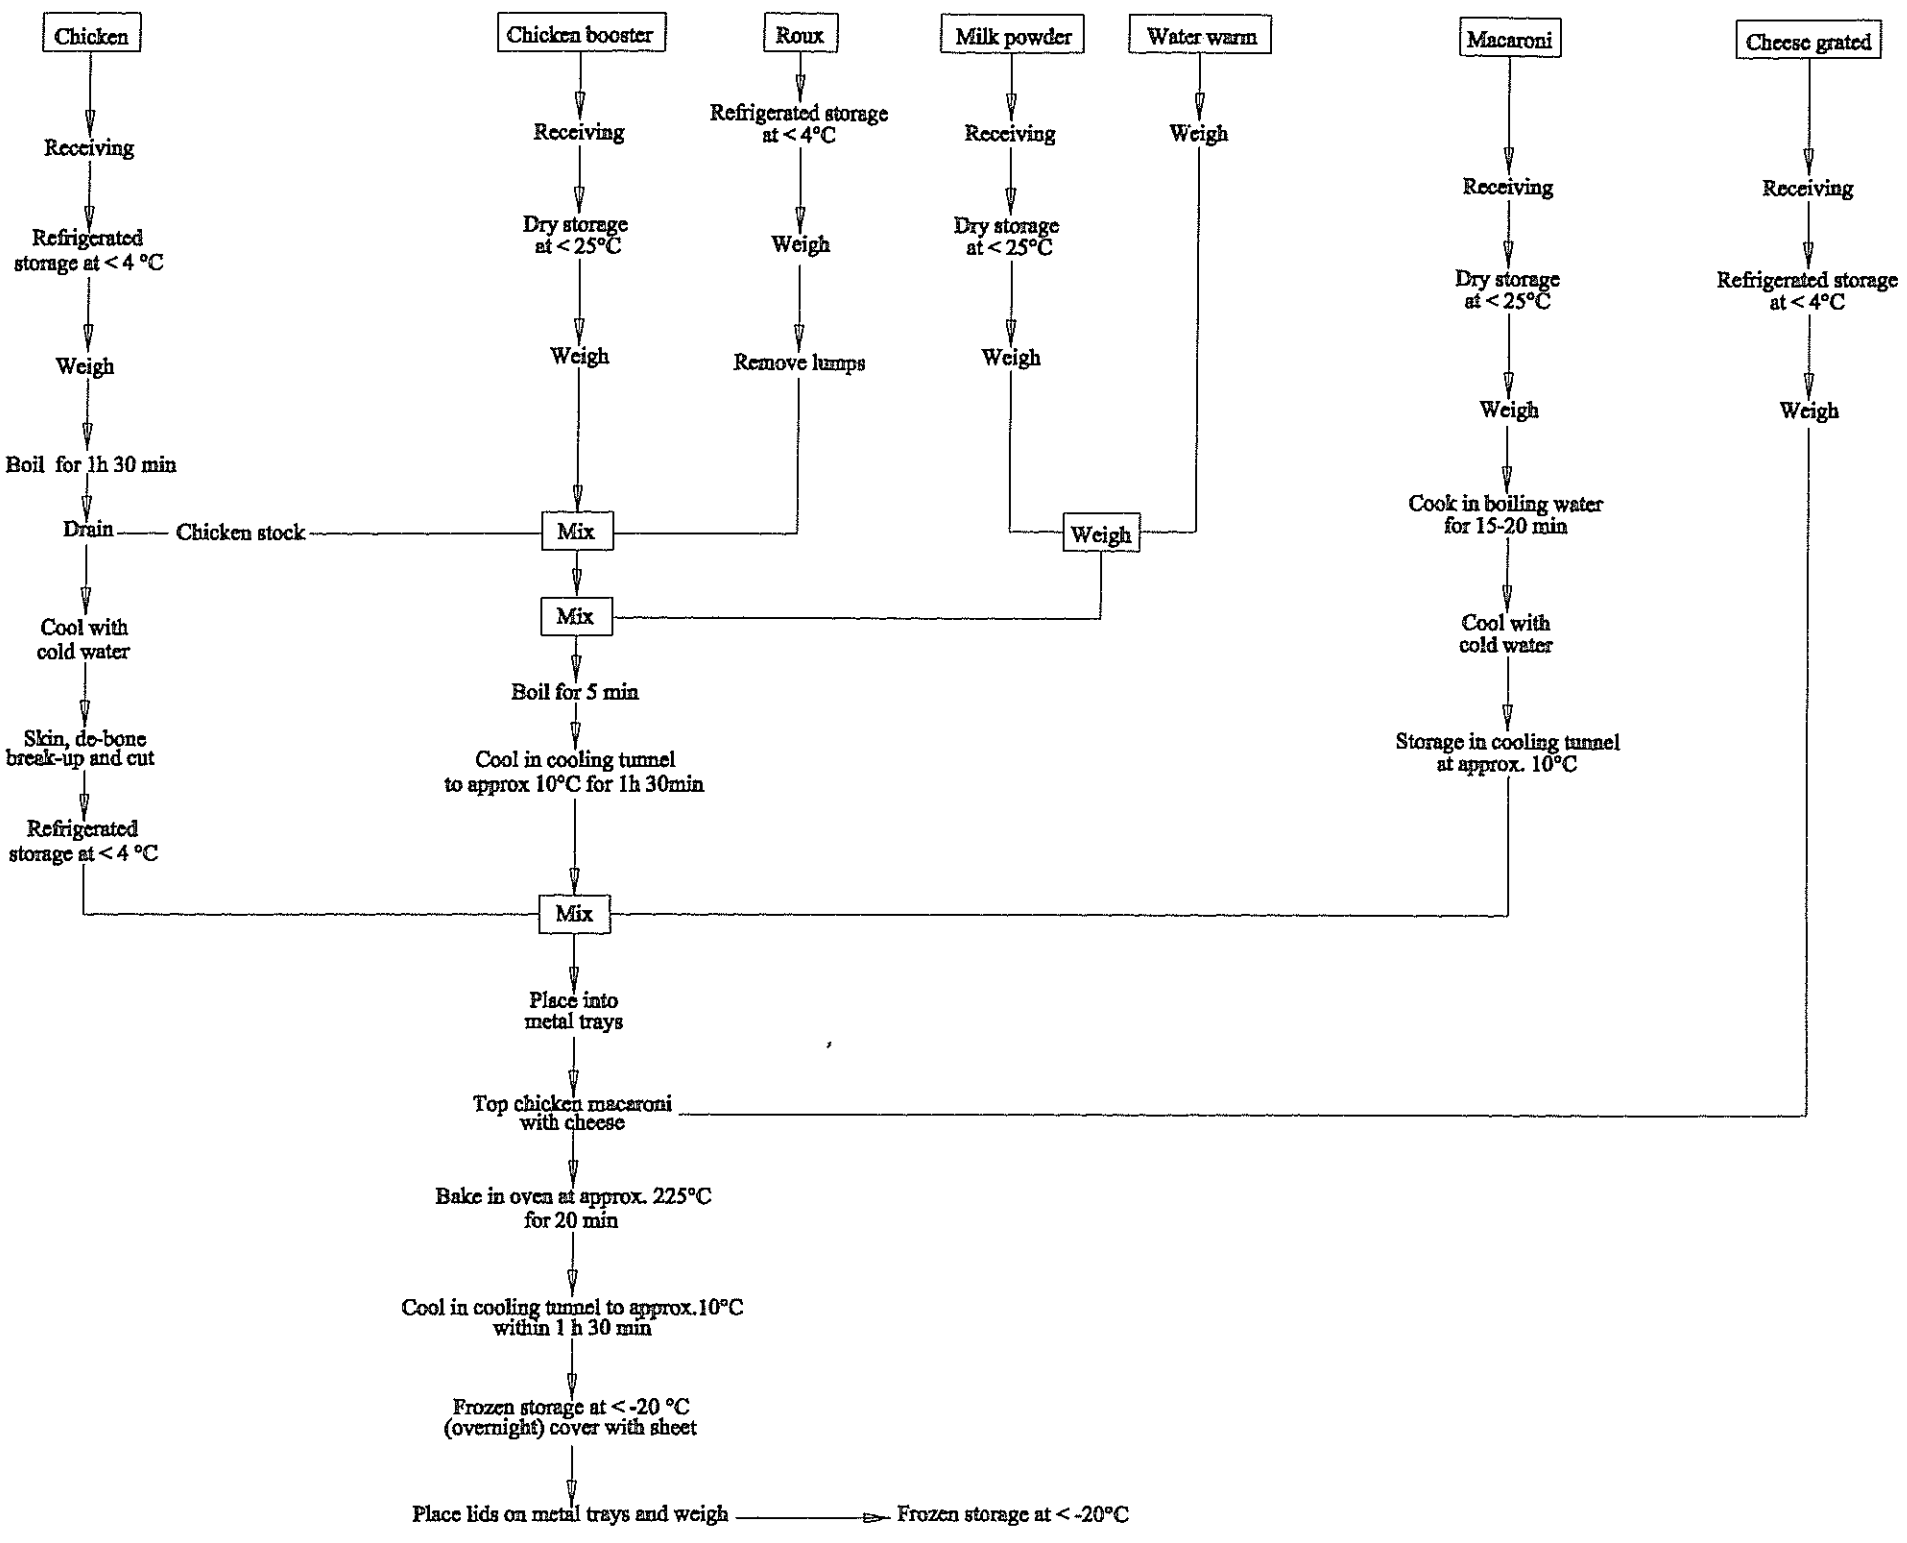 Chicken
Chicken booster
Roux
Milk powder
Water warm
Macaroni
Cheese grated
Receiving
Refrigerated
storage at < 4 °C
Weigh
Boil for 1h 30 min
Drain
Chicken stock
Cool with
cold water
Skin, de-bone
break-up and cut
Refrigerated
storage at < 4 °C
Receiving
Dry storage
at < 25°C
Weigh
Mix
Mix
Boil for 5 min
Cool in cooling tunnel
to approx 10°C for 1h 30min
Mix
Refrigerated storage
at < 4°C
Weigh
Remove lumps
Receiving
Dry storage
at < 25°C
Weigh
Weigh
Weigh
Receiving
Dry storage
at < 25°C
Weigh
Cook in boiling water
for 15-20 min
Cool with
cold water
Storage in cooling tunnel
at approx. 10°C
Receiving
Refrigerated storage
at < 4°C
Weigh
Place into
metal trays
Top chicken macaroni
with cheese
Bake in oven at approx. 225°C
for 20 min
Cool in cooling tunnel to approx.10°C
within 1 h 30 min
Frozen storage at < -20 °C
(overnight) cover with sheet
Place lids on metal trays and weigh
Frozen storage at < -20°C